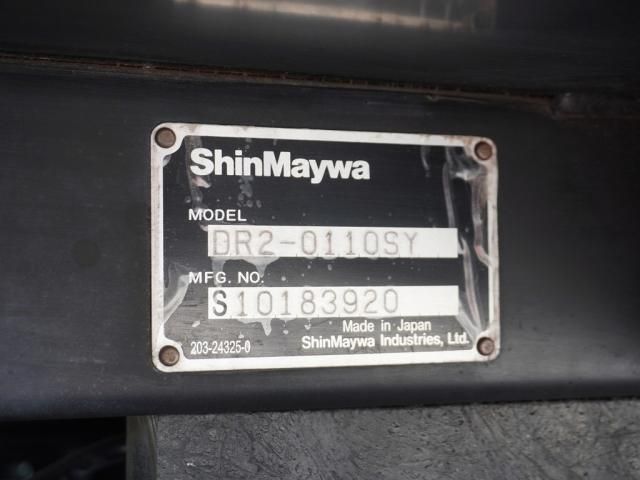 ShinMaywa
MODEL
DR2-0110SY
MFG. NO.
S10183920
Made in Japan
203-24325-0 ShinMaywa Industries, Ltd.